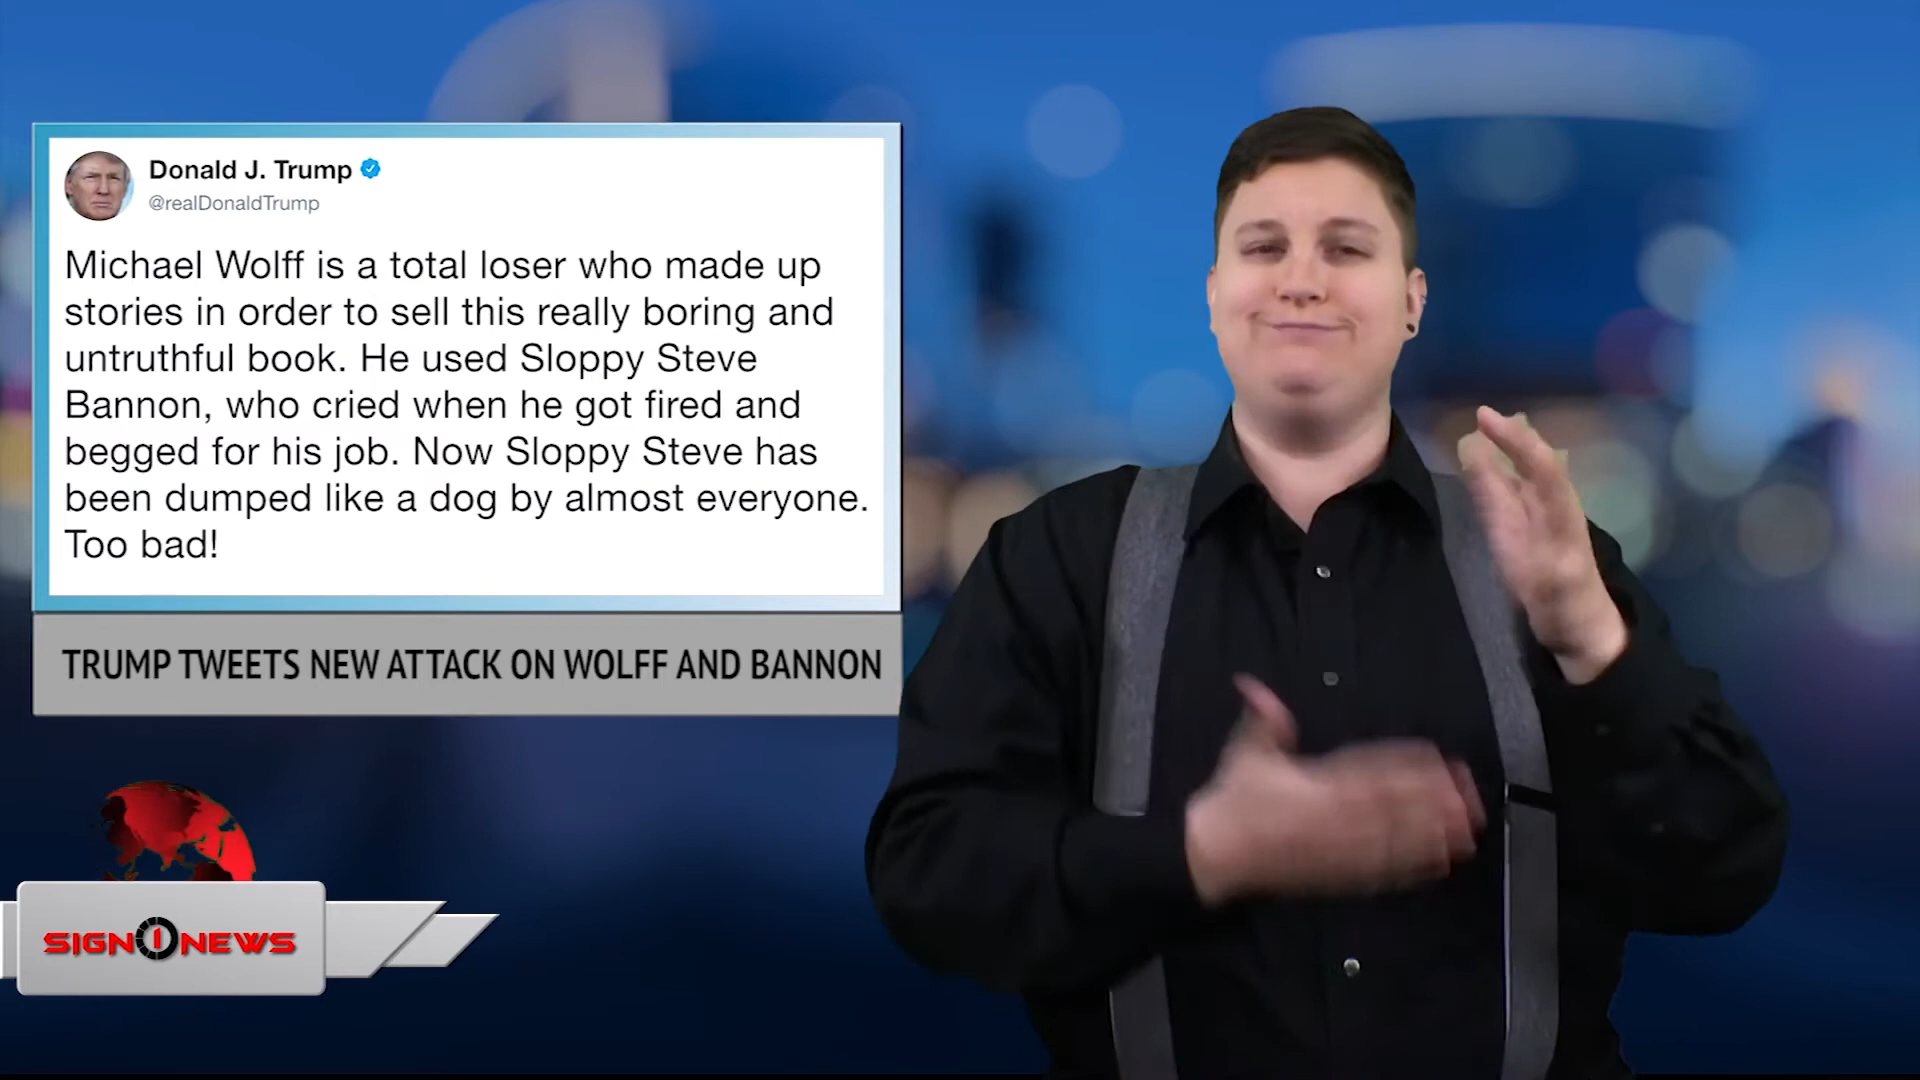 Donald J. Trump
@realDonaldTrump
Michael Wolff is a total loser who made up
stories in order to sell this really boring and
untruthful book. He used Sloppy Steve
Bannon, who cried when he got fired and
begged for his job. Now Sloppy Steve has
been dumped like a dog by almost everyone.
Too bad!
TRUMP TWEETS NEW ATTACK ON WOLFF AND BANNON
SIGN1NEWS